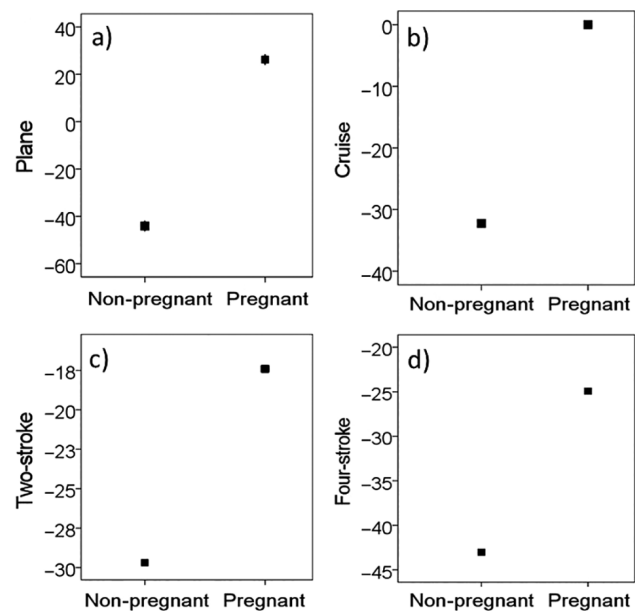 a)
40
20
0
−20
−40
−60
Plane
Non-pregnant Pregnant
b)
0
−10
−20
−30
−40
Cruise
Non-pregnant Pregnant
c)
−18
−20
−23
−25
−28
−30
Two-stroke
Non-pregnant Pregnant
d)
−20
−25
−30
−35
−40
−45
Four-stroke
Non-pregnant Pregnant